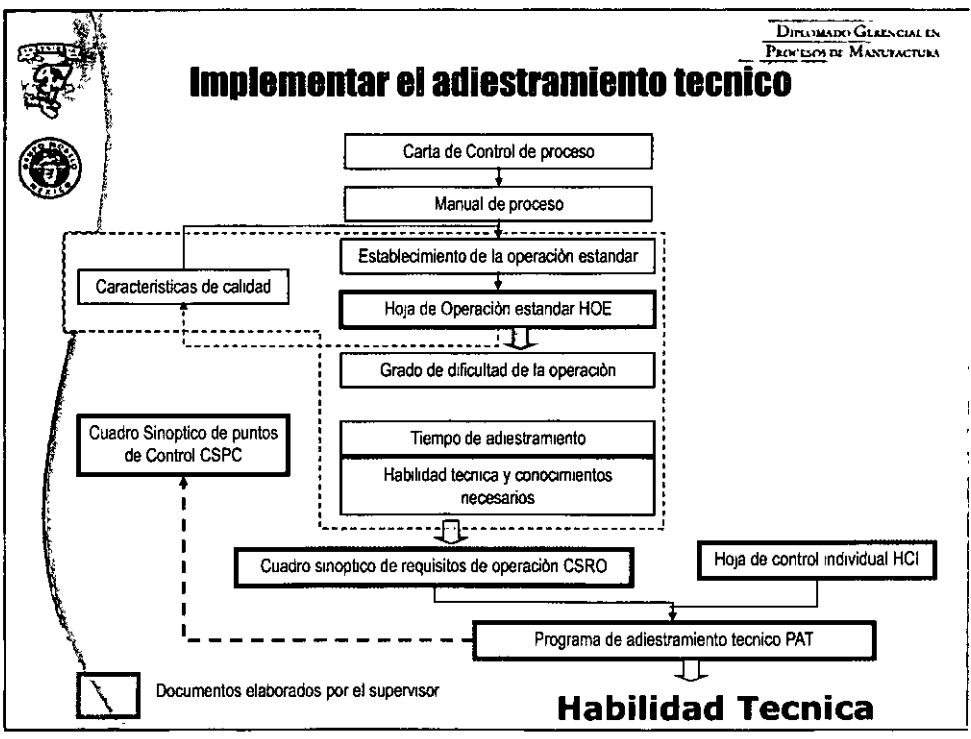 DIPLOMADO GERENCIAL EN
PROCESOS DE MANUFACTURA
Implementar el adiestramiento tecnico
Carta de Control de proceso
Manual de proceso
Establecimiento de la operaciòn estandar
Caracteristicas de calidad
Hoja de Operaciòn estandar HOE
Grado de dificultad de la operaciòn
Cuadro Sinoptico de puntos
de Control CSPC
Tiempo de adiestramiento
Habilidad tecnica y conocimientos
necesarios
Cuadro sinoptico de requisitos de operaciòn CSRO
Hoja de control individual HCI
Programa de adiestramiento tecnico PAT
Documentos elaborados por el supervisor
Habilidad Tecnica
GRUPO MODELO
MEXICO